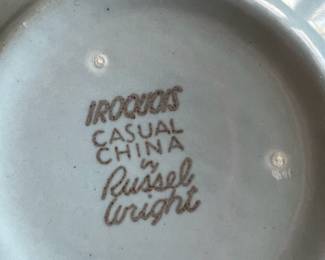 IROQUOIS
CASUAL
CHINA
by
Russel
Wright